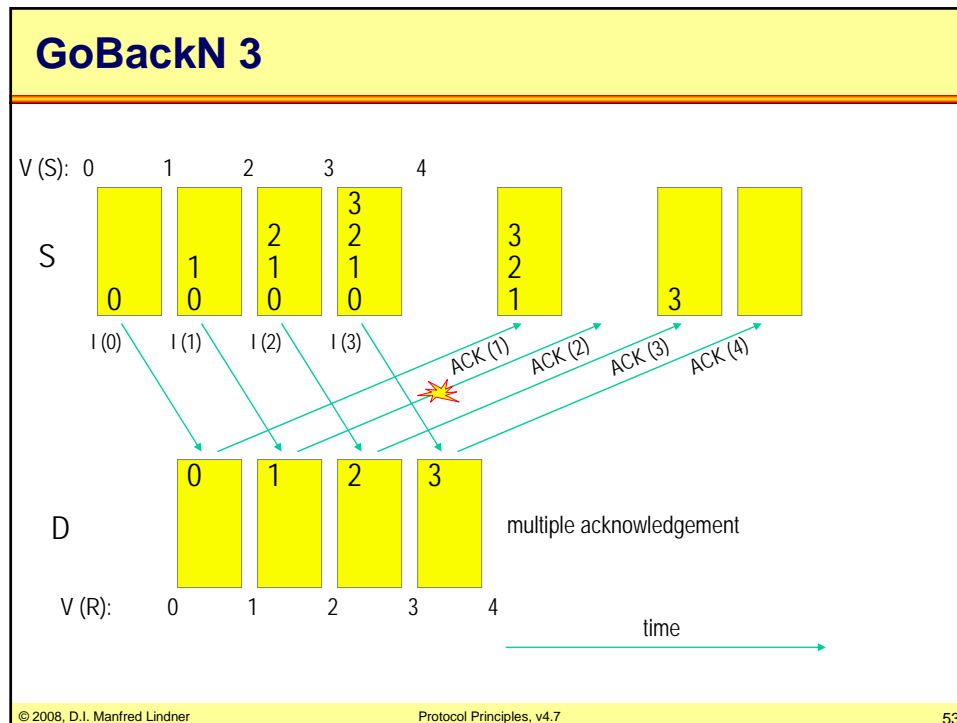 GoBackN 3
V (S): 0 1 2 3 4
S
0
1
0
2
1
0
3
2
1
0
3
2
1
3
I (0) I (1) I (2) I (3)
ACK (1) ACK (2) ACK (3) ACK (4)
D
0 1 2 3
multiple acknowledgement
V (R): 0 1 2 3 4
time
© 2008, D.I. Manfred Lindner Protocol Principles, v4.7 53